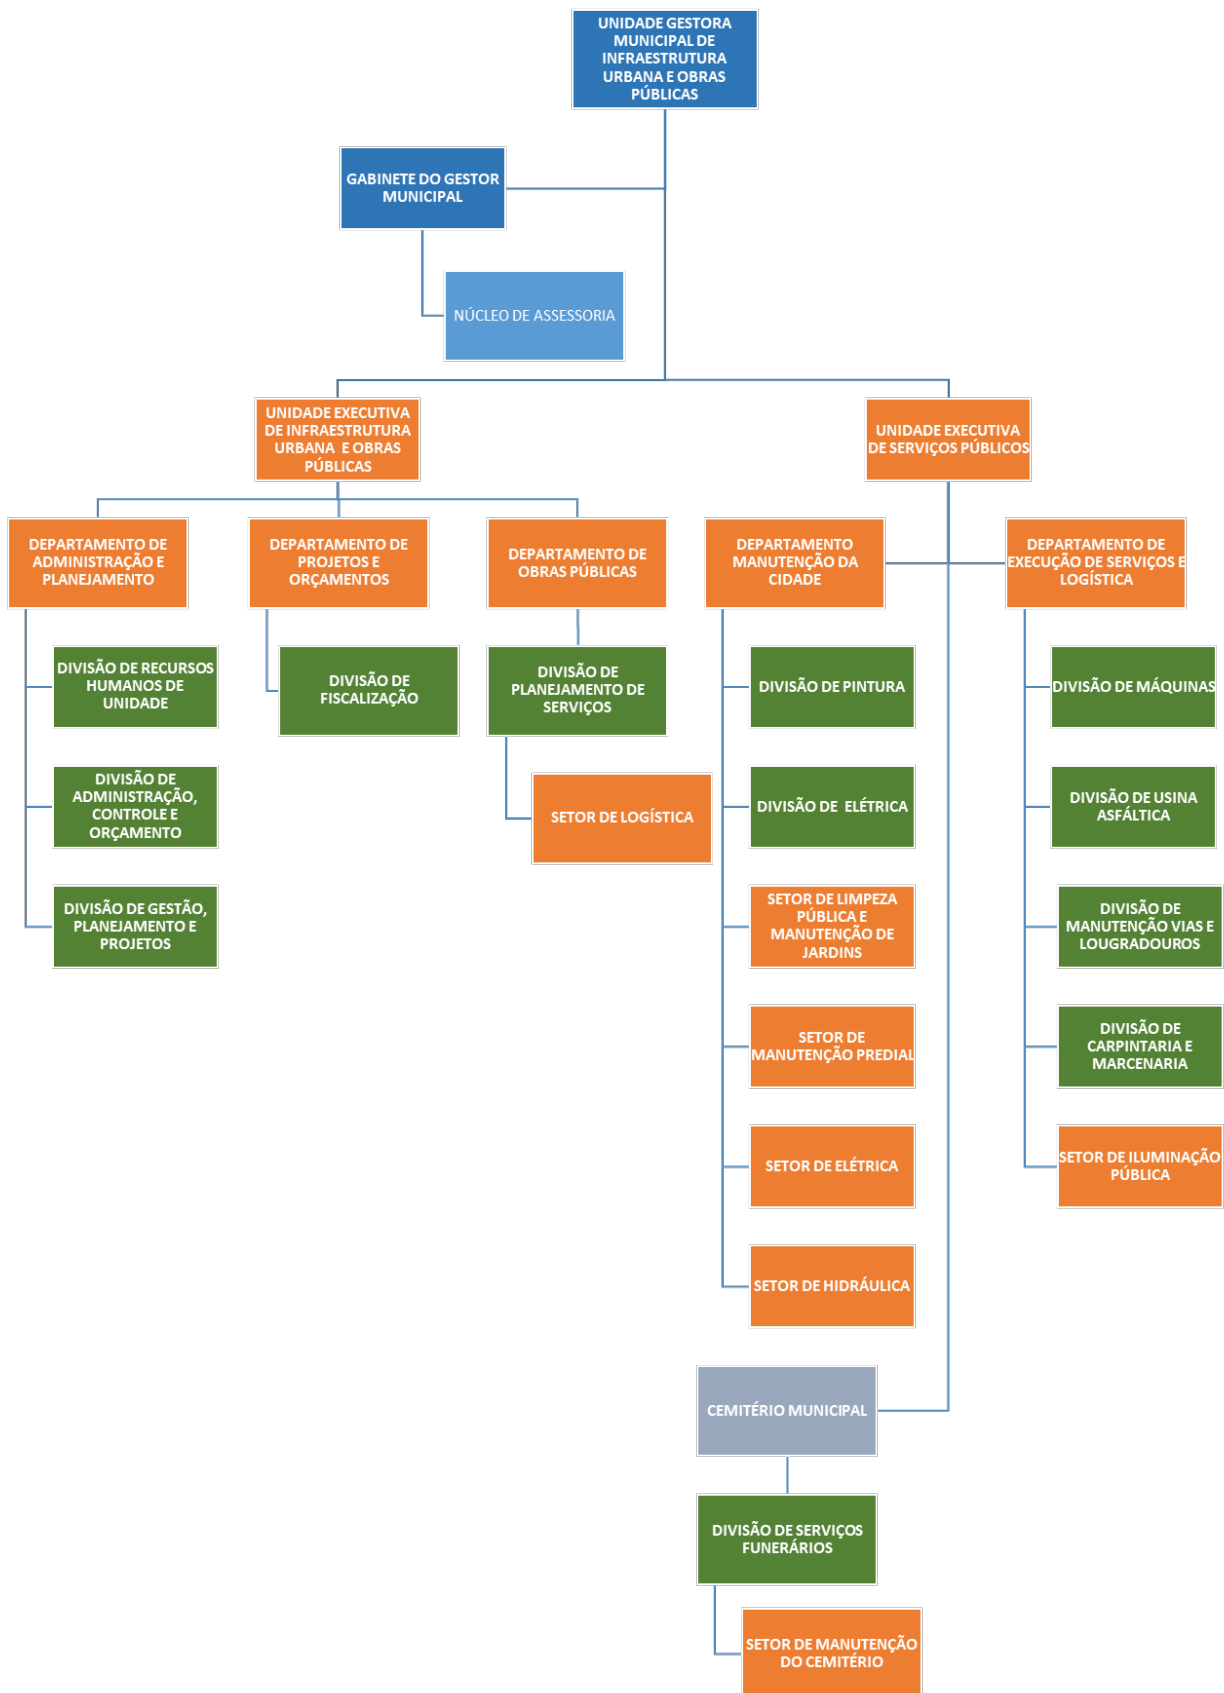 UNIDADE GESTORA
MUNICIPAL DE
INFRAESTRUTURA
URBANA E OBRAS
PÚBLICAS
GABINETE DO GESTOR
MUNICIPAL
NÚCLEO DE ASSESSORIA
UNIDADE EXECUTIVA
DE INFRAESTRUTURA
URBANA E OBRAS
PÚBLICAS
UNIDADE EXECUTIVA
DE SERVIÇOS PÚBLICOS
DEPARTAMENTO DE
ADMINISTRAÇÃO E
PLANEJAMENTO
DEPARTAMENTO DE
PROJETOS E
ORÇAMENTOS
DEPARTAMENTO DE
OBRAS PÚBLICAS
DEPARTAMENTO
MANUTENÇÃO DA
CIDADE
DEPARTAMENTO DE
EXECUÇÃO DE SERVIÇOS E
LOGÍSTICA
DIVISÃO DE RECURSOS
HUMANOS DE
UNIDADE
DIVISÃO DE
FISCALIZAÇÃO
DIVISÃO DE
PLANEJAMENTO DE
SERVIÇOS
DIVISÃO DE PINTURA
DIVISÃO DE MÁQUINAS
DIVISÃO DE
ADMINISTRAÇÃO,
CONTROLE E
ORÇAMENTO
SETOR DE LOGÍSTICA
DIVISÃO DE ELÉTRICA
DIVISÃO DE USINA
ASFÁLTICA
DIVISÃO DE GESTÃO,
PLANEJAMENTO E
PROJETOS
SETOR DE LIMPEZA
PÚBLICA E
MANUTENÇÃO DE
JARDINS
DIVISÃO DE
MANUTENÇÃO VIAS E
LOUGRADOUROS
SETOR DE
MANUTENÇÃO PREDIAL
DIVISÃO DE
CARPINTARIA E
MARCENARIA
SETOR DE ELÉTRICA
SETOR DE ILUMINAÇÃO
PÚBLICA
SETOR DE HIDRÁULICA
CEMITÉRIO MUNICIPAL
DIVISÃO DE SERVIÇOS
FUNERÁRIOS
SETOR DE MANUTENÇÃO
DO CEMITÉRIO